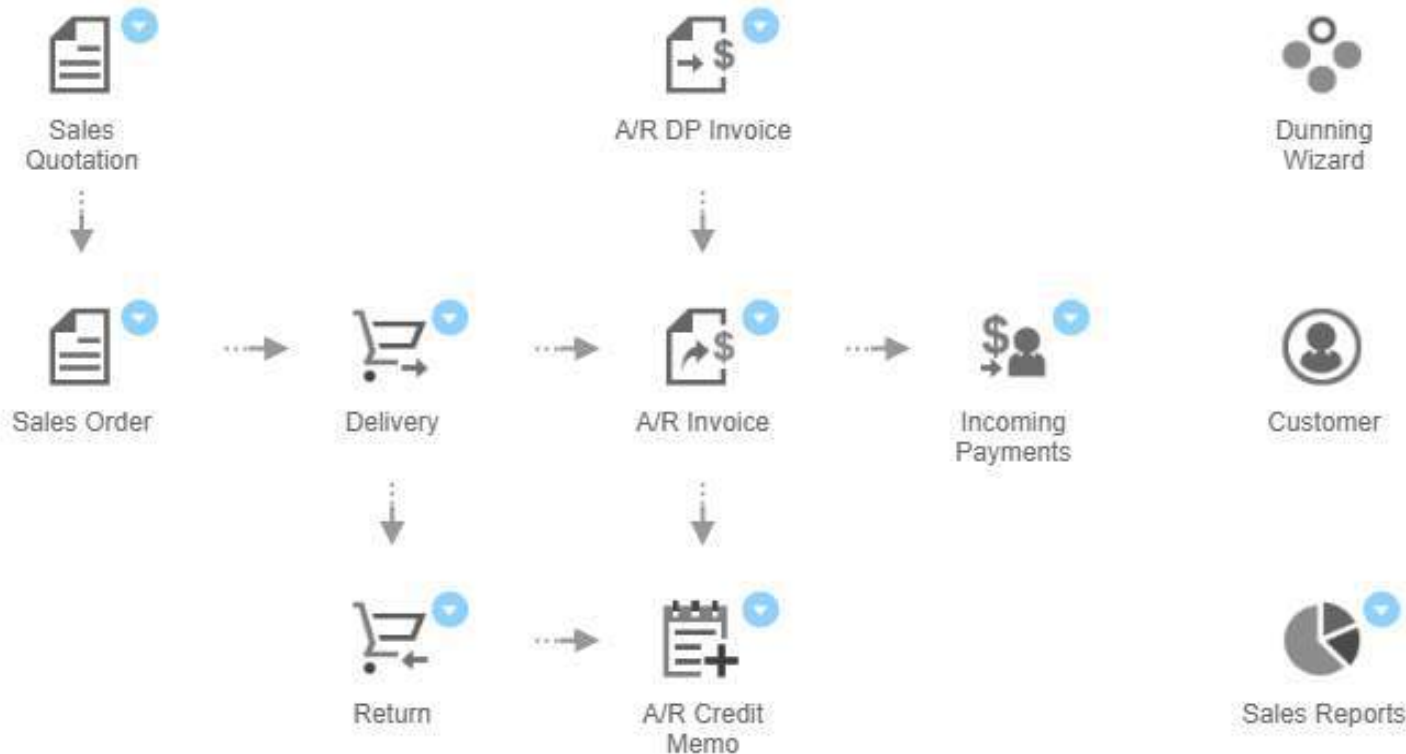 Sales
Quotation
A/R DP Invoice
Dunning
Wizard
$
$
$
Sales Order
Delivery
A/R Invoice
Incoming
Payments
Customer
Return
A/R Credit
Memo
Sales Reports